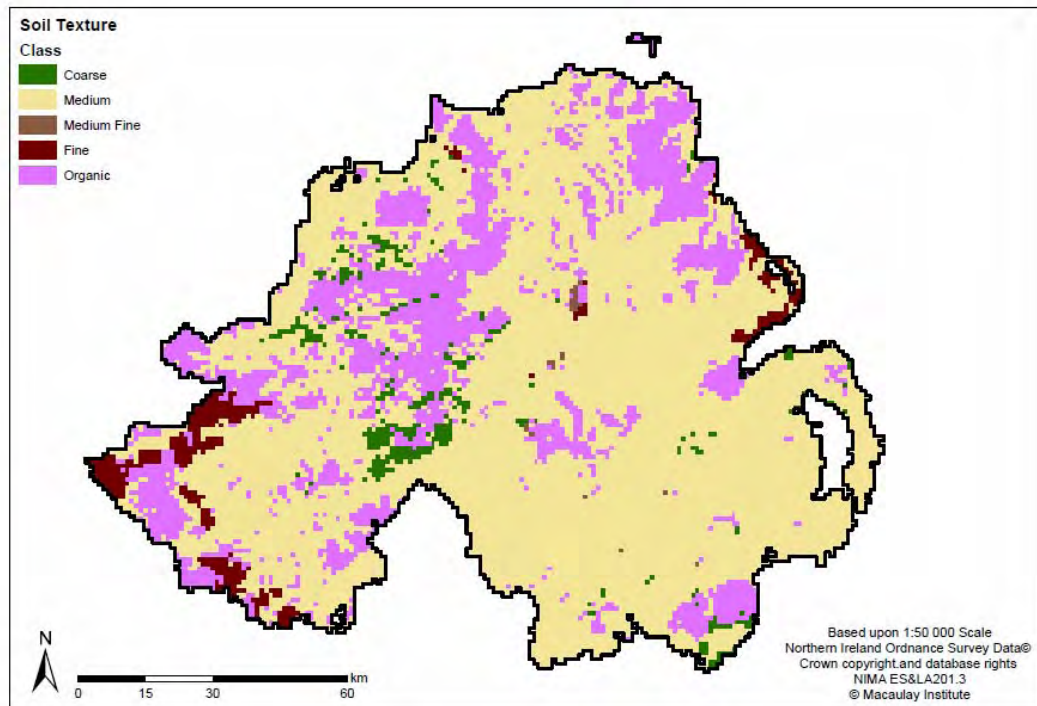 Soil Texture
Class
Coarse
Medium
Medium Fine
Fine
Organic
N
km
0 15 30 60
Based upon 1:50 000 Scale
Northern Ireland Ordnance Survey Data©
Crown copyright.and database rights
NIMA ES&LA201.3
© Macaulay Institute